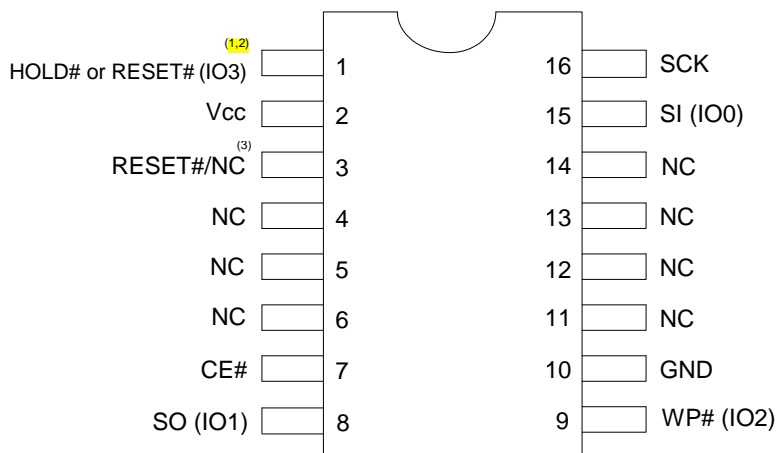 (1,2)
HOLD# or RESET# (IO3) 1 16 SCK
Vcc 2 15 SI (IO0)
RESET#/NC (3) 3 14 NC
NC 4 13 NC
NC 5 12 NC
NC 6 11 NC
CE# 7 10 GND
SO (IO1) 8 9 WP# (IO2)